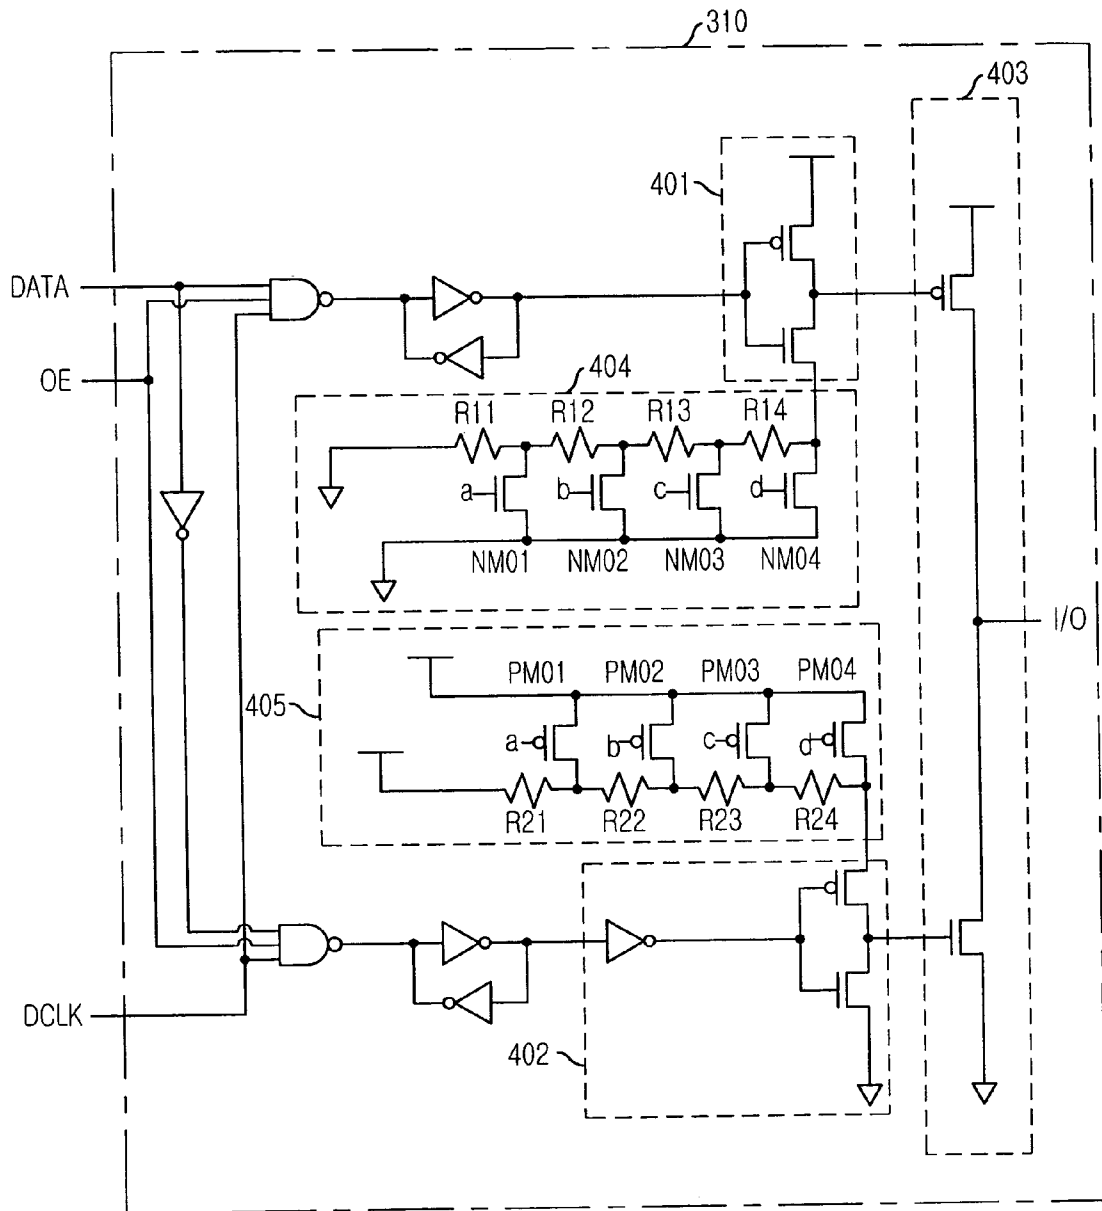 310
403
401
DATA
OE
404
R11 R12 R13 R14
a b c d
NM01 NM02 NM03 NM04
I/O
PM01 PM02 PM03 PM04
405
a b c d
R21 R22 R23 R24
DCLK
402